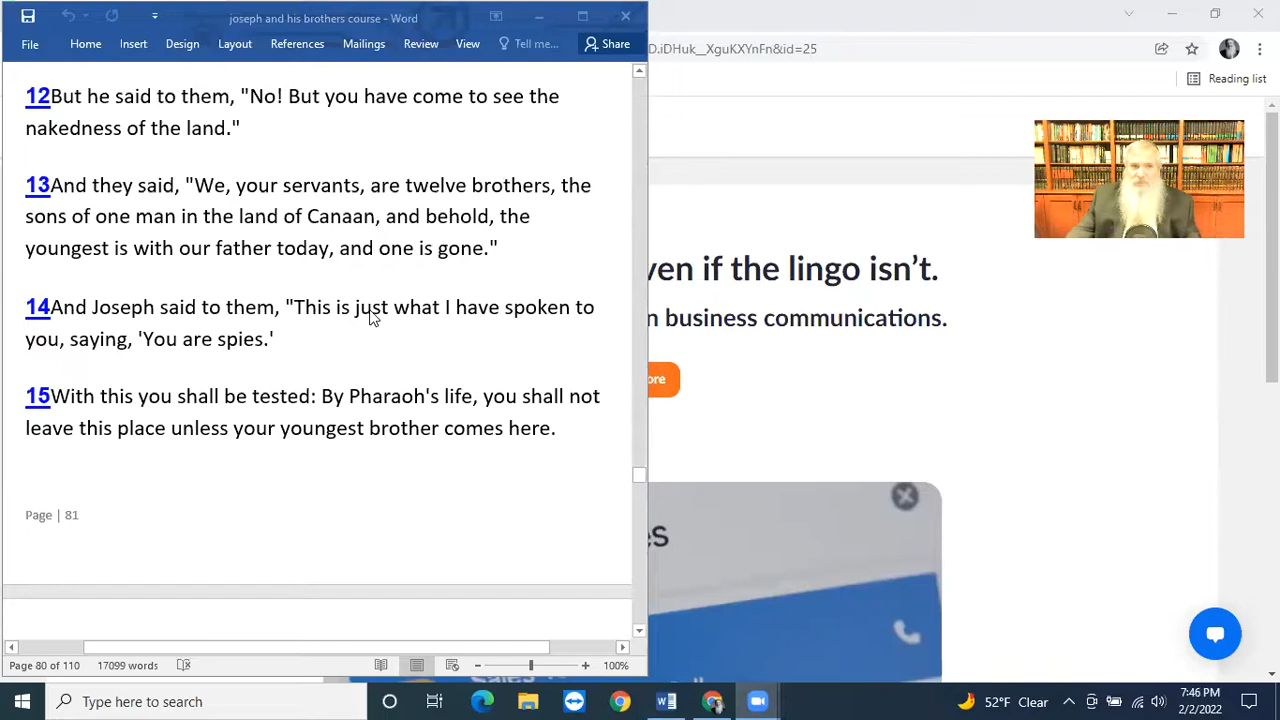 joseph and his brothers course - Word
File Home Insert Design Layout References Mailings Review View Tell me... Share
12But he said to them, "No! But you have come to see the
nakedness of the land."
13And they said, "We, your servants, are twelve brothers, the
sons of one man in the land of Canaan, and behold, the
youngest is with our father today, and one is gone."
14And Joseph said to them, "This is just what I have spoken to
you, saying, 'You are spies.'
15With this you shall be tested: By Pharaoh's life, you shall not
leave this place unless your youngest brother comes here.
Page | 81
Page 80 of 110 17099 words 100%
D.iDHuk__XguKXYnFn&id=25
Reading list
ven if the lingo isn't.
n business communications.
ore
es
Type here to search
52°F Clear
7:46 PM
2/2/2022